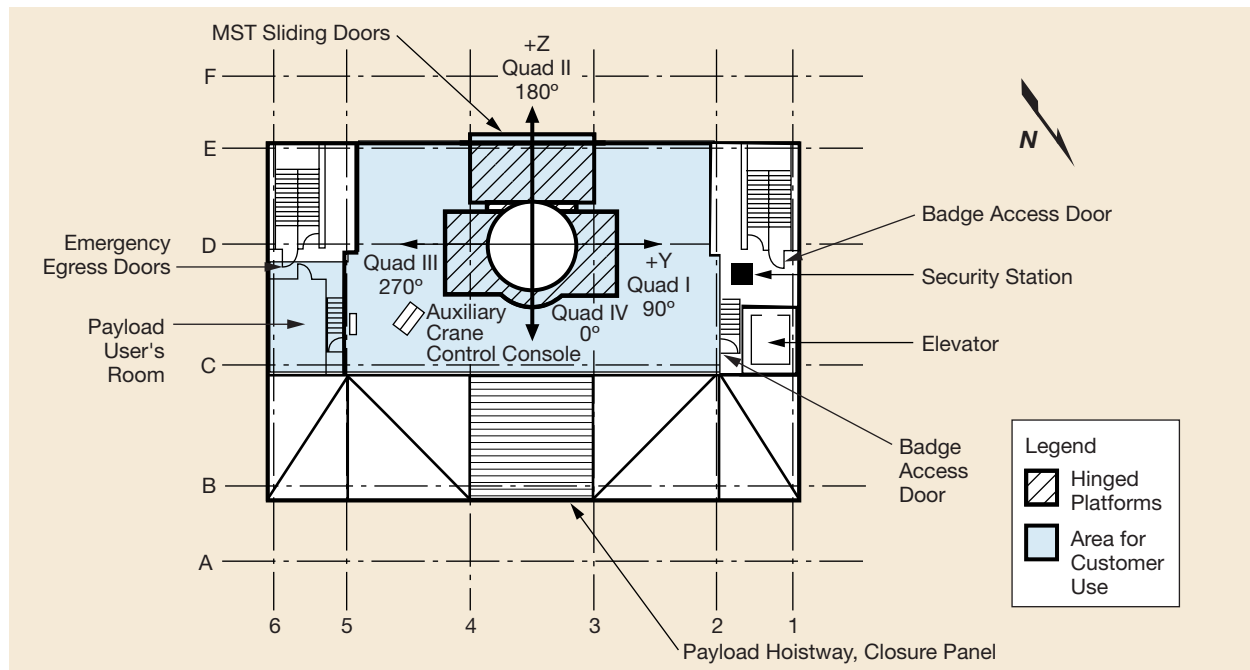 MST Sliding Doors
+Z
Quad II
180º
F
E
D
C
B
A
N
Badge Access Door
Security Station
Elevator
Emergency
Egress Doors
Payload
User's
Room
Quad III
270º
+Y
Quad I
90º
Quad IV
0º
Auxiliary
Crane
Control Console
Badge
Access
Door
Legend
Hinged
Platforms
Area for
Customer
Use
6 5 4 3 2 1
Payload Hoistway, Closure Panel